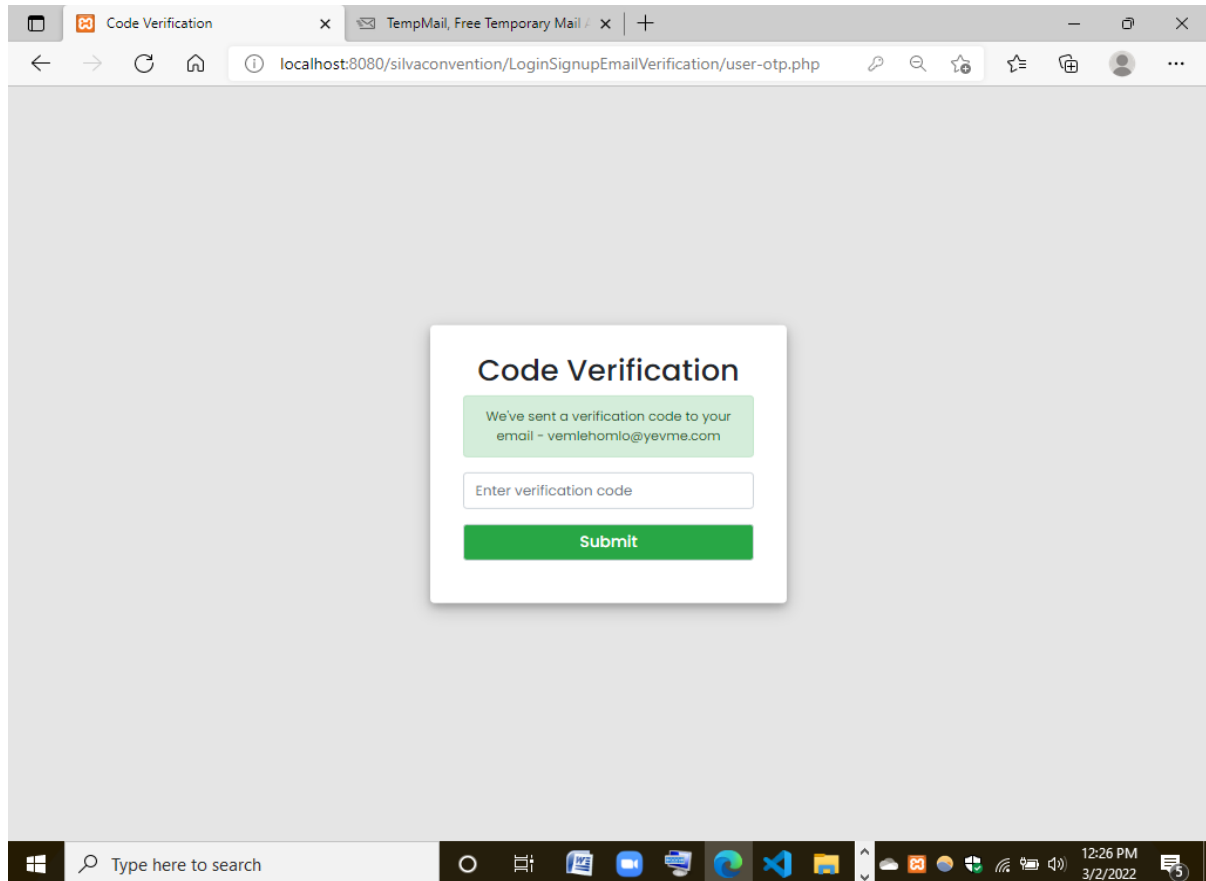 Code Verification
TempMail, Free Temporary Mail
localhost:8080/silvaconvention/LoginSignupEmailVerification/user-otp.php
Code Verification
We've sent a verification code to your
email - vemlehomlo@yevme.com
Enter verification code
Submit
Type here to search
12:26 PM
3/2/2022
5